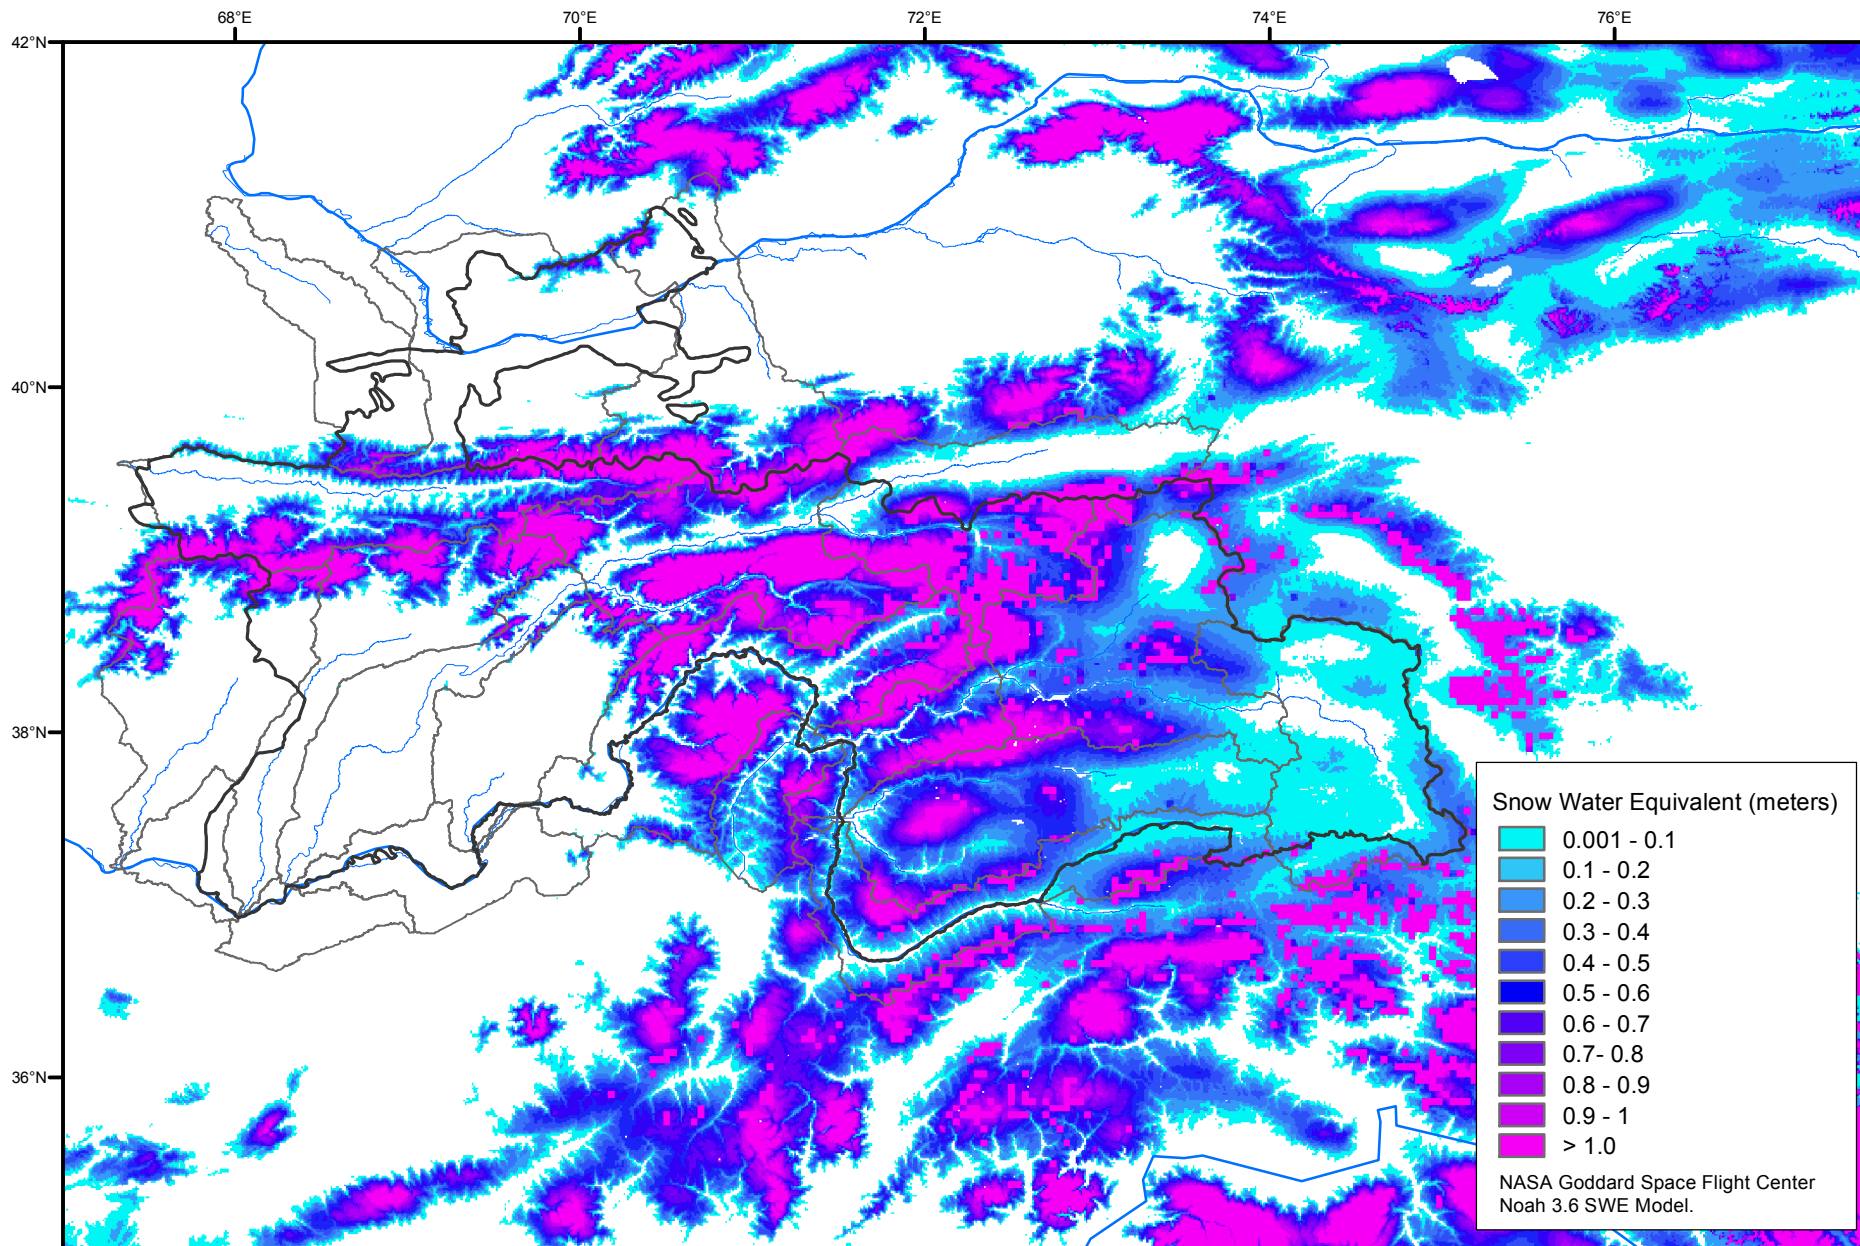 68°E
70°E
72°E
74°E
76°E
42°N
40°N
38°N
36°N
Snow Water Equivalent (meters)
0.001 - 0.1
0.1 - 0.2
0.2 - 0.3
0.3 - 0.4
0.4 - 0.5
0.5 - 0.6
0.6 - 0.7
0.7- 0.8
0.8 - 0.9
0.9 - 1
> 1.0
NASA Goddard Space Flight Center
Noah 3.6 SWE Model.